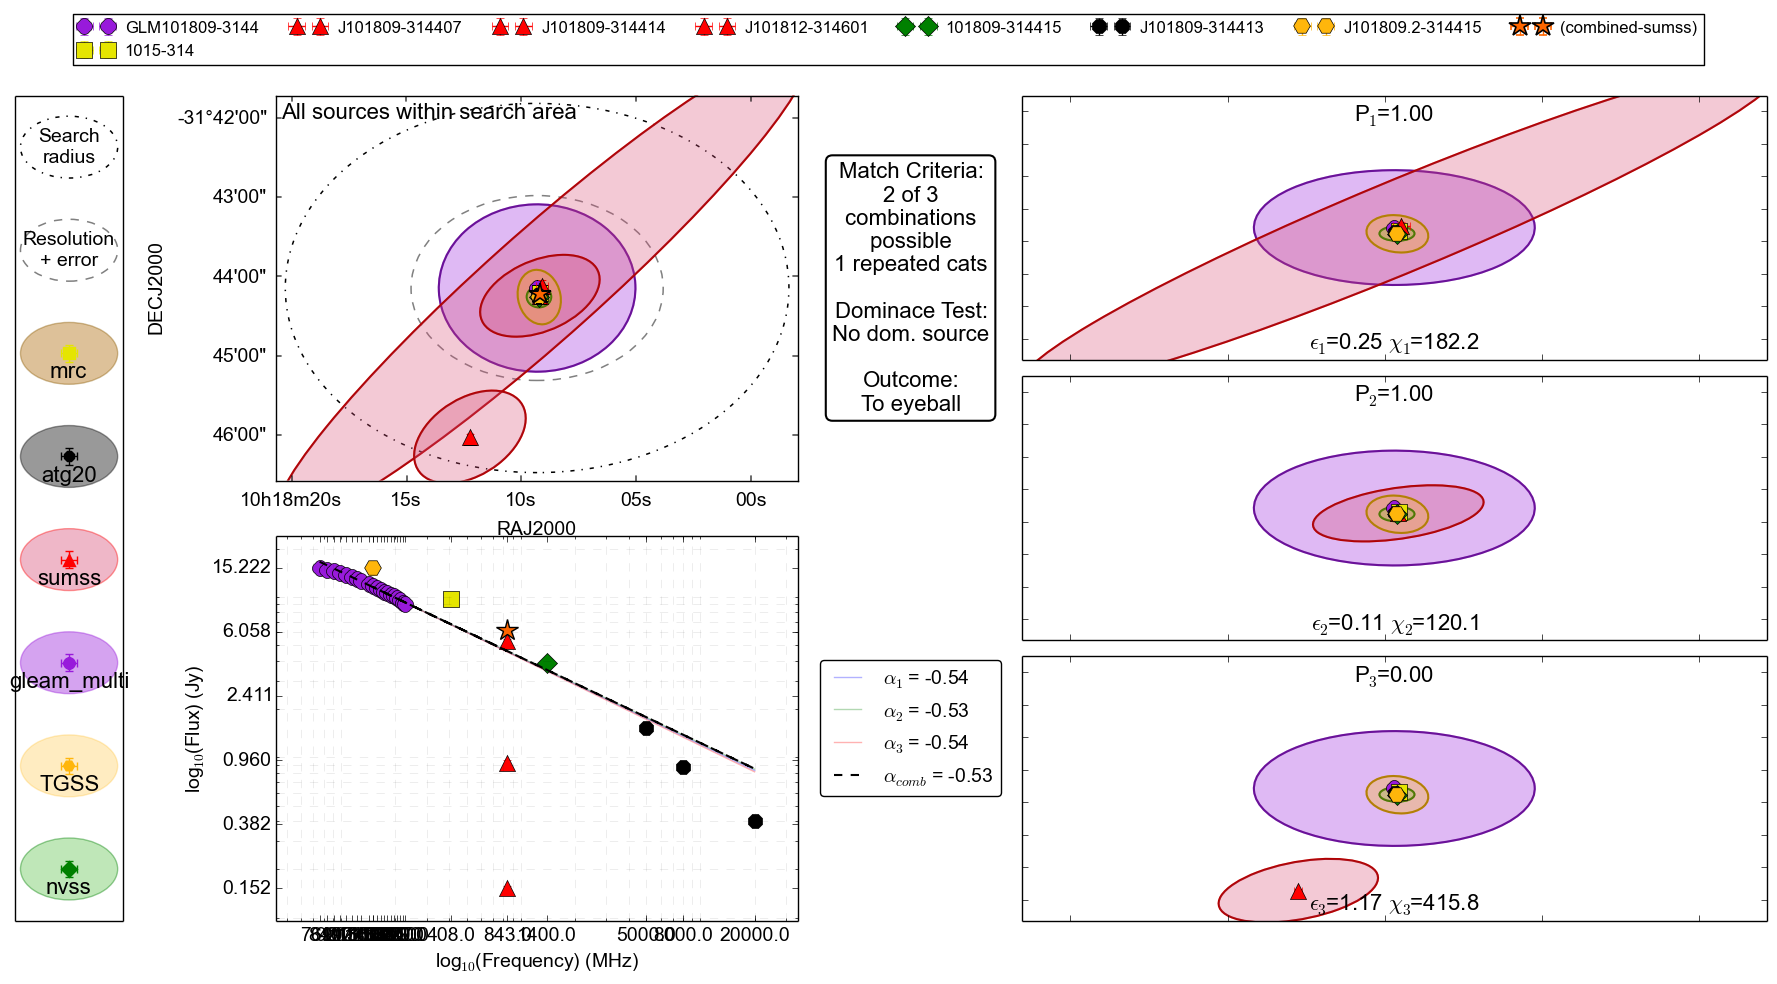 GLM101809-3144 J101809-314407 J101809-314414 J101812-314601 101809-314415 J101809-314413 J101809.2-314415 (combined-sumss)
1015-314
Search
radius
Resolution
+ error
mrc
atg20
sumss
gleam_multi
TGSS
nvss
All sources within search area
DECJ2000
-31°42'00"
43'00"
44'00"
45'00"
46'00"
10h18m20s 15s 10s 05s 00s
RAJ2000
Match Criteria:
2 of 3
combinations
possible
1 repeated cats
Dominace Test:
No dom. source
Outcome:
To eyeball
log10(Flux) (Jy)
15.222
6.058
2.411
0.960
0.382
0.152
408.0 843.0 1400.0 5000.0 8000.0 20000.0
log10(Frequency) (MHz)
α1 = -0.54
α2 = -0.53
α3 = -0.54
αcomb = -0.53
P1=1.00
ϵ1=0.25 χ1=182.2
P2=1.00
ϵ2=0.11 χ2=120.1
P3=0.00
ϵ3=1.17 χ3=415.8